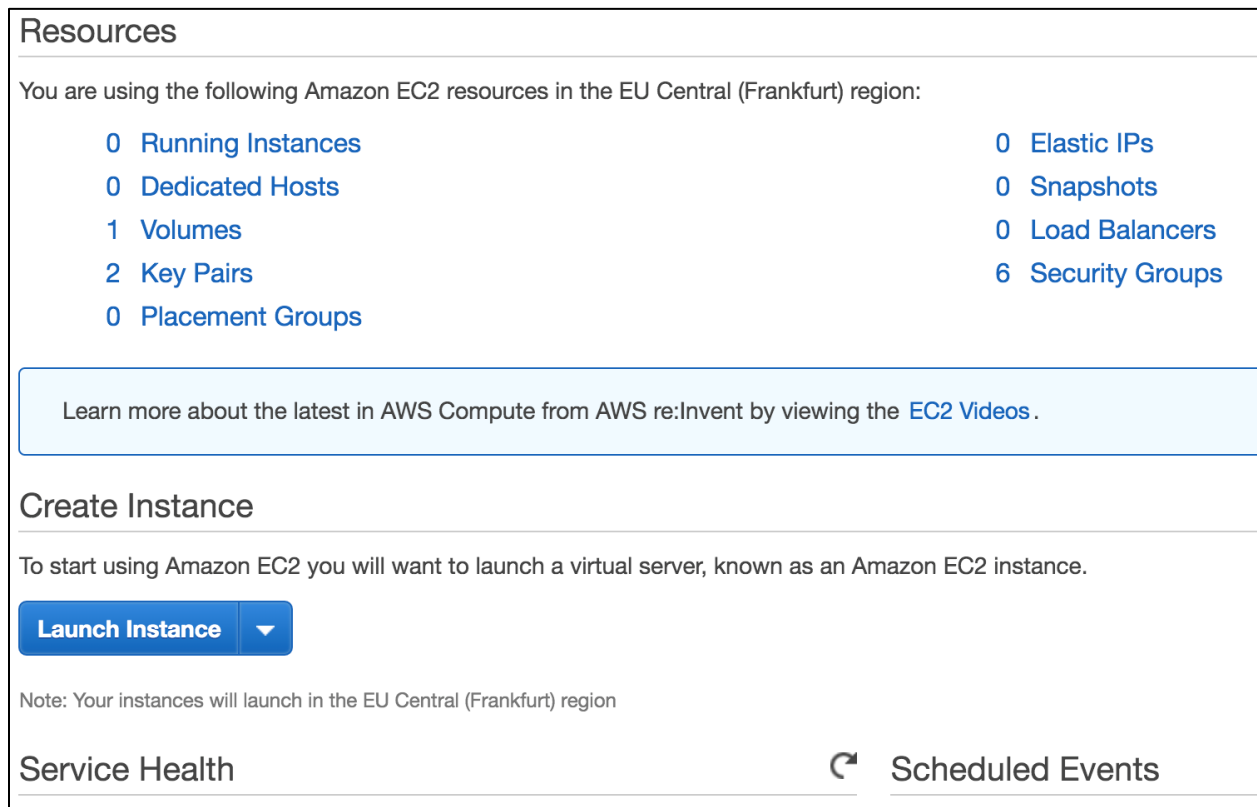 Resources
You are using the following Amazon EC2 resources in the EU Central (Frankfurt) region:
0 Running Instances
0 Dedicated Hosts
1 Volumes
2 Key Pairs
0 Placement Groups
0 Elastic IPs
0 Snapshots
0 Load Balancers
6 Security Groups
Learn more about the latest in AWS Compute from AWS re:Invent by viewing the EC2 Videos.
Create Instance
To start using Amazon EC2 you will want to launch a virtual server, known as an Amazon EC2 instance.
Launch Instance
Note: Your instances will launch in the EU Central (Frankfurt) region
Service Health
Scheduled Events